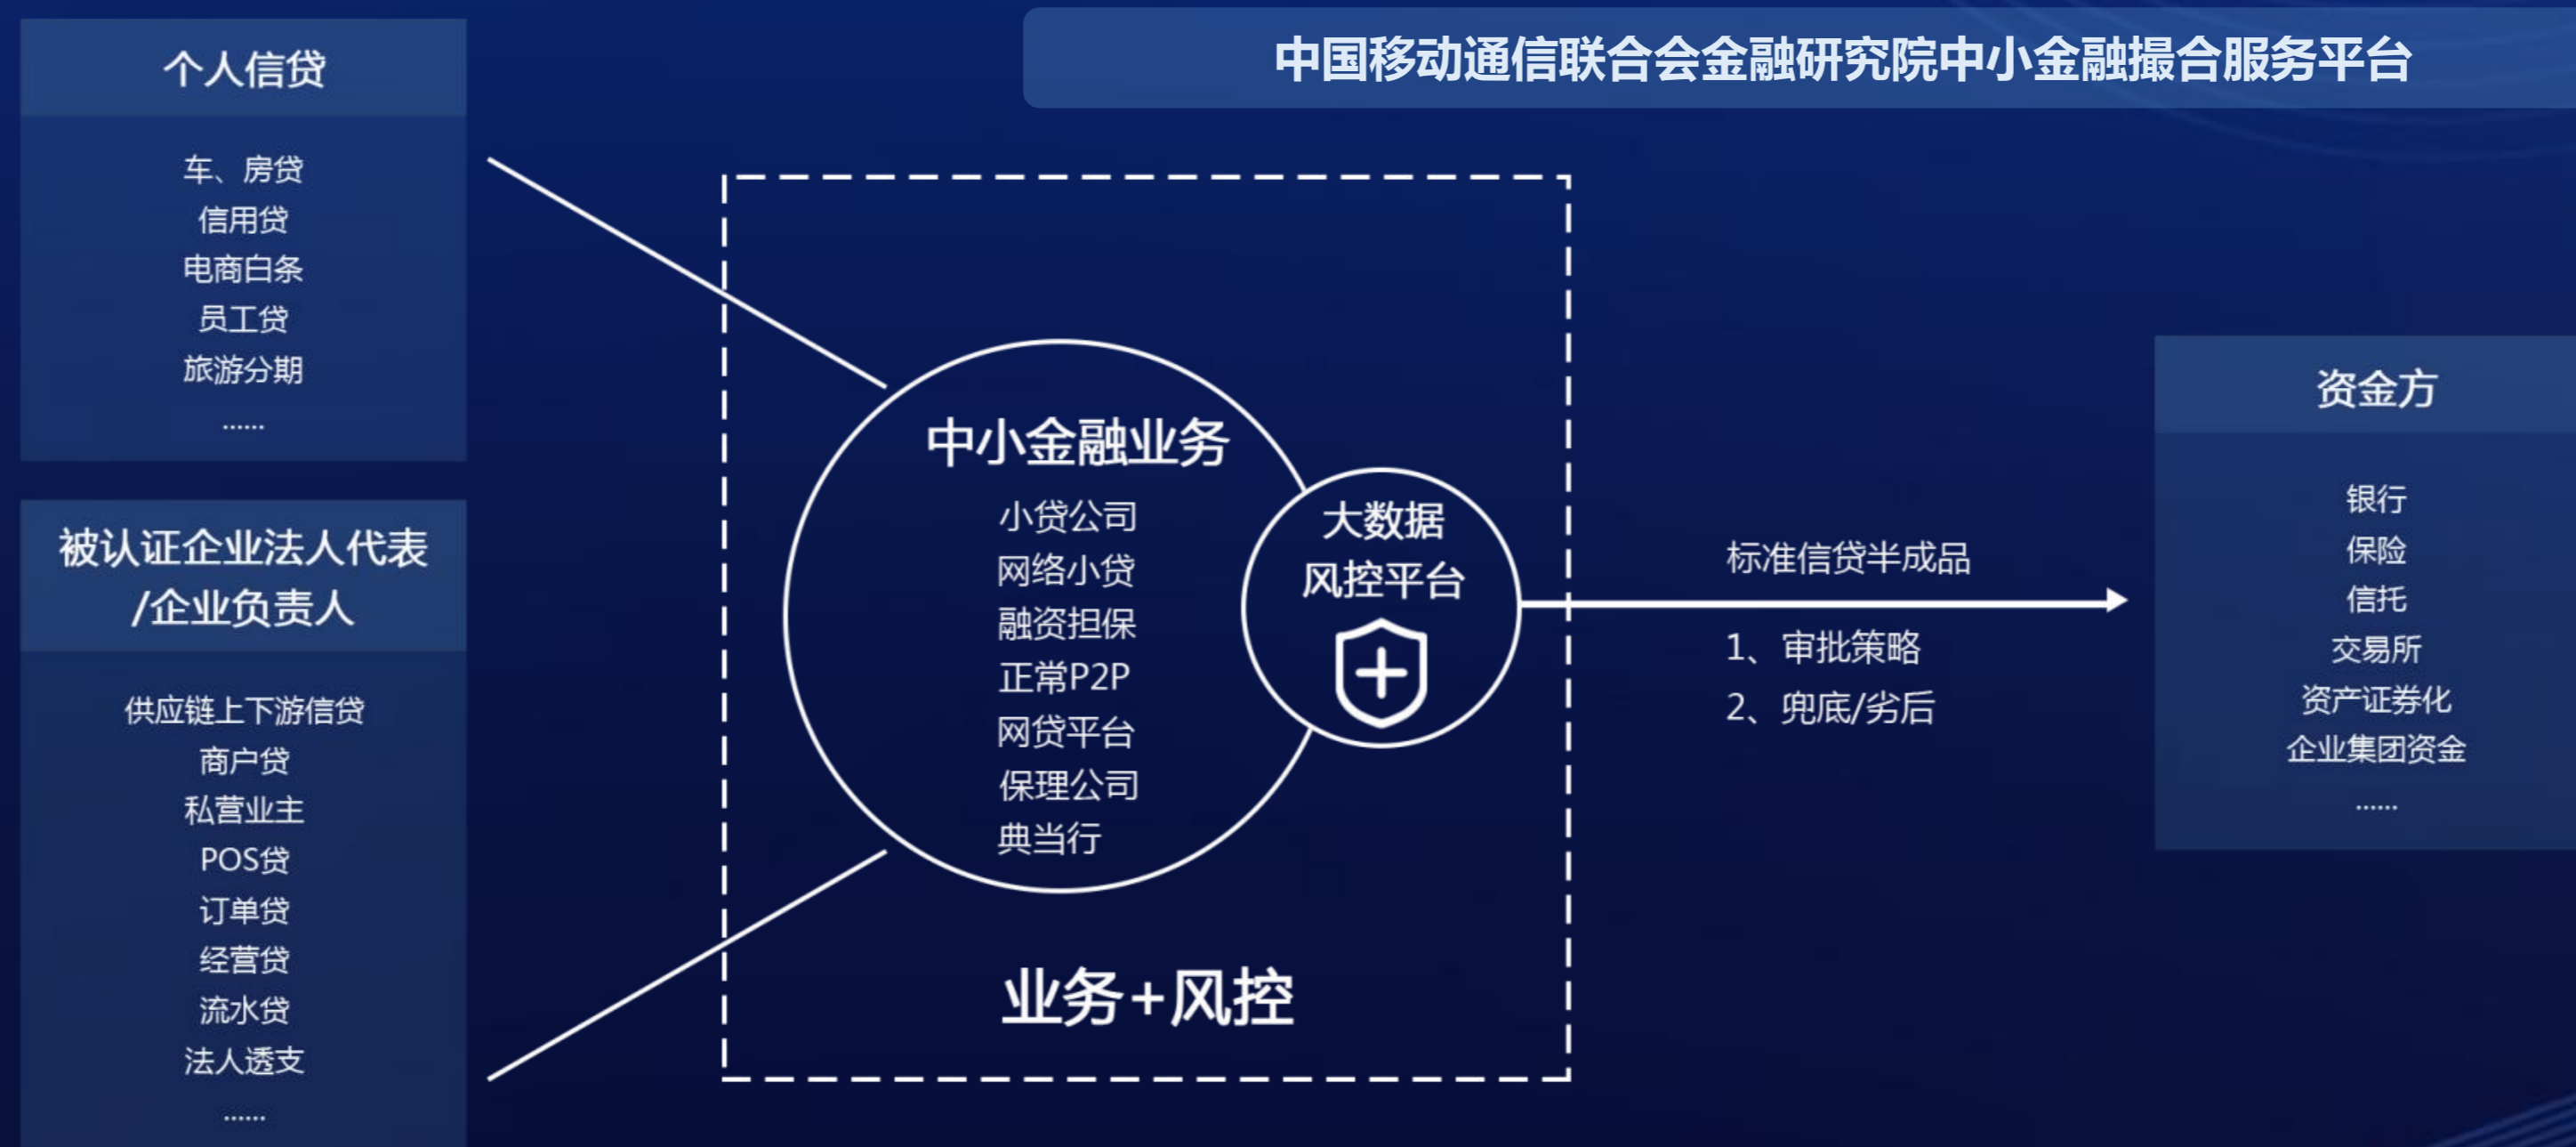 中国移动通信联合会金融研究院中小金融撮合服务平台
个人信贷
车、房贷
信用贷
电商白条
员工贷
旅游分期
......
被认证企业法人代表
/企业负责人
供应链上下游信贷
商户贷
私营业主
POS贷
订单贷
经营贷
流水贷
法人透支
......
中小金融业务
小贷公司
网络小贷
融资担保
正常P2P
网贷平台
保理公司
典当行
大数据
风控平台
业务+风控
标准信贷半成品
1、审批策略
2、兜底/劣后
资金方
银行
保险
信托
交易所
资产证券化
企业集团资金
......